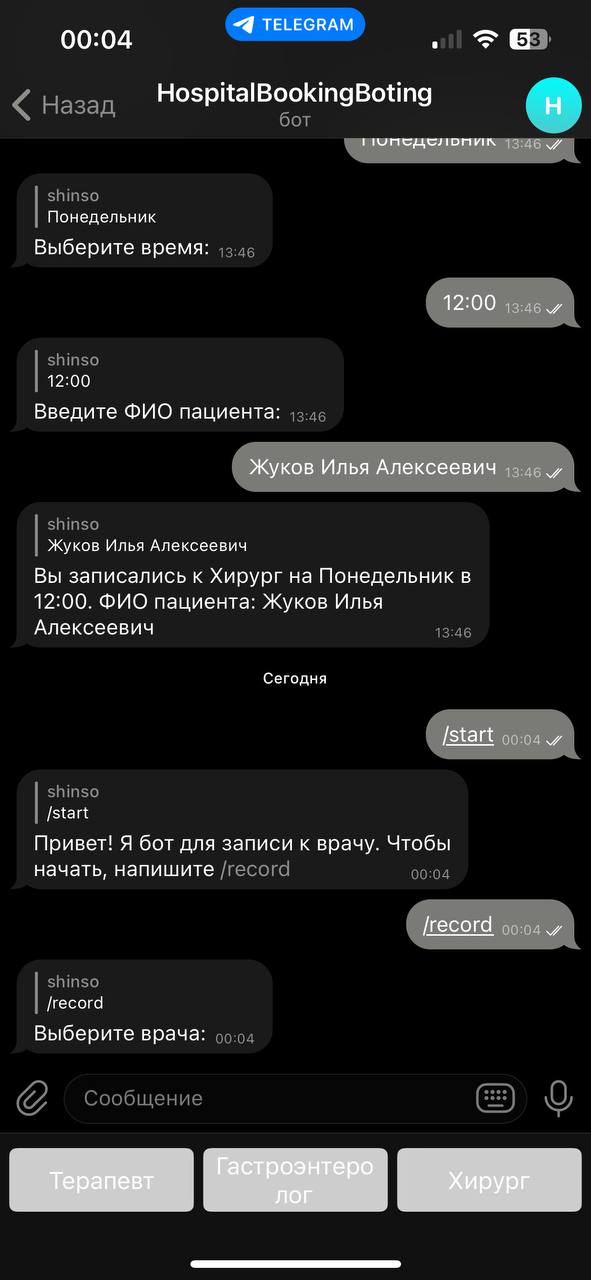 00:04
TELEGRAM
53
Назад
HospitalBookingBoting
бот
H
Понедельник 13:46
shinso
Понедельник
Выберите время: 13:46
12:00 13:46
shinso
12:00
Введите ФИО пациента: 13:46
Жуков Илья Алексеевич 13:46
shinso
Жуков Илья Алексеевич
Вы записались к Хирург на Понедельник в
12:00. ФИО пациента: Жуков Илья
Алексеевич 13:46
Сегодня
/start 00:04
shinso
/start
Привет! Я бот для записи к врачу. Чтобы
начать, напишите /record 00:04
/record 00:04
shinso
/record
Выберите врача: 00:04
Сообщение
Терапевт
Гастроэнтеро
лог
Хирург